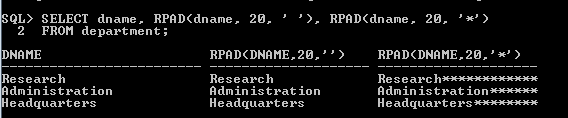 SQL> SELECT dname, RPAD(dname, 20, ' '), RPAD(dname, 20, '*')
2 FROM department;
DNAME RPAD(DNAME,20,'') RPAD(DNAME,20,'*')
-------------------- -------------------- --------------------
Research Research Research************
Administration Administration Administration******
Headquarters Headquarters Headquarters********